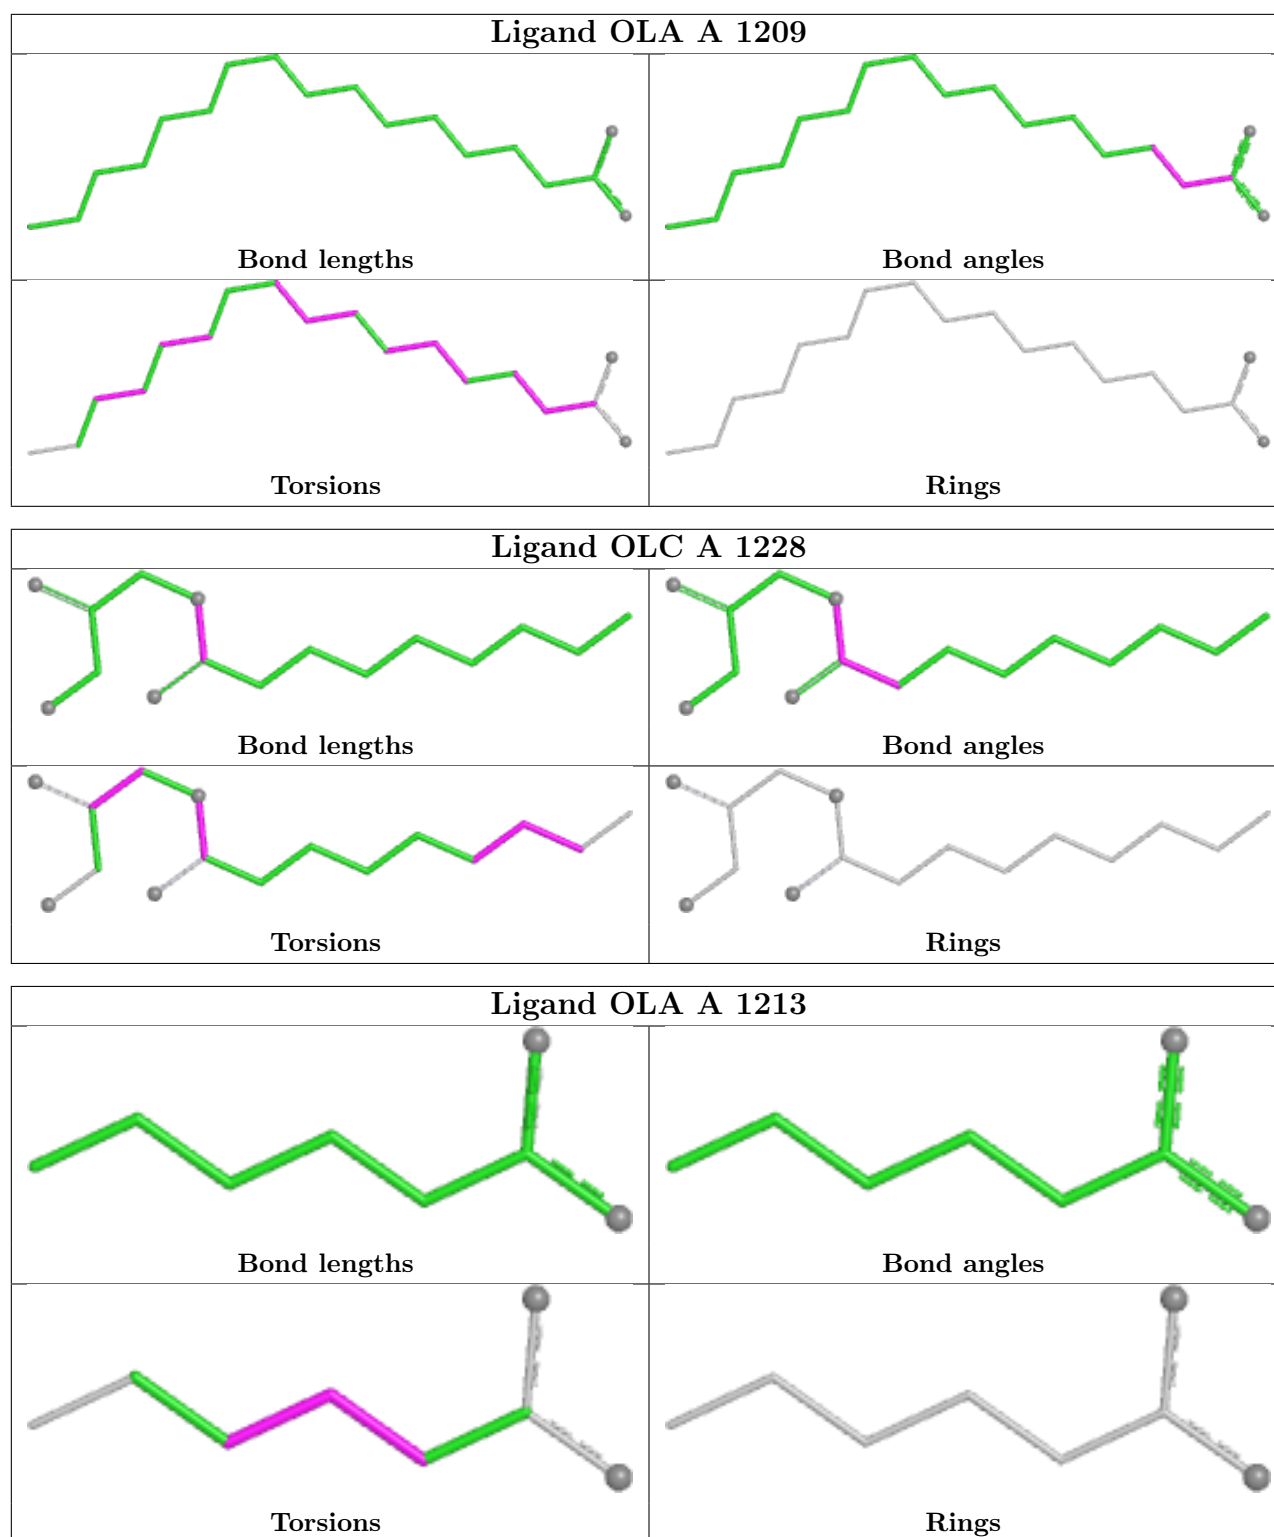 Ligand OLA A 1209
Bond lengths
Bond angles
Torsions
Rings
Ligand OLC A 1228
Bond lengths
Bond angles
Torsions
Rings
Ligand OLA A 1213
Bond lengths
Bond angles
Torsions
Rings